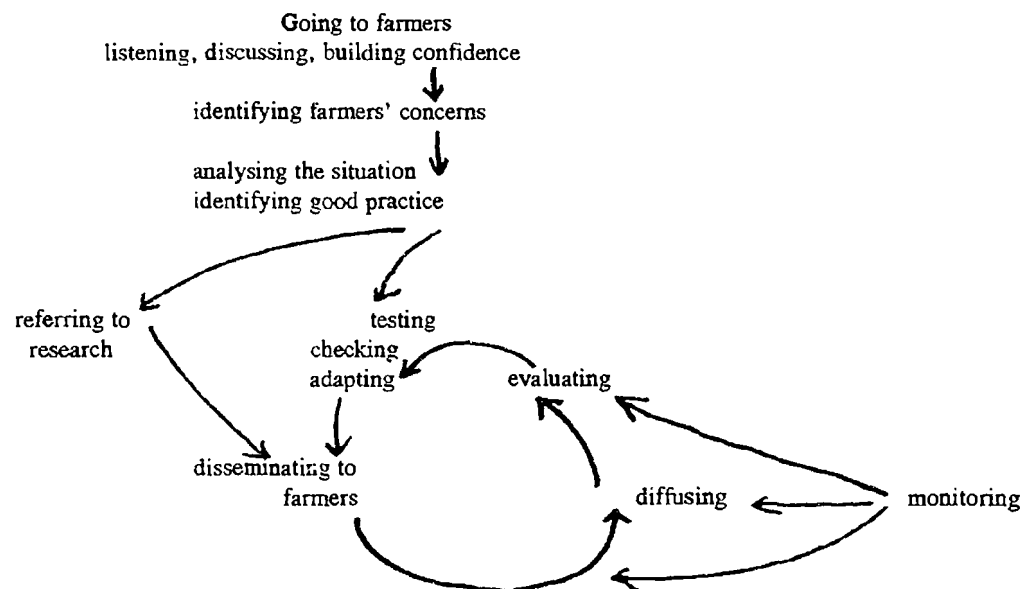 Going to farmers
listening, discussing, building confidence
identifying farmers' concerns
analysing the situation
identifying good practice
referring to
research
testing
checking
adapting
evaluating
disseminating to
farmers
diffusing
monitoring